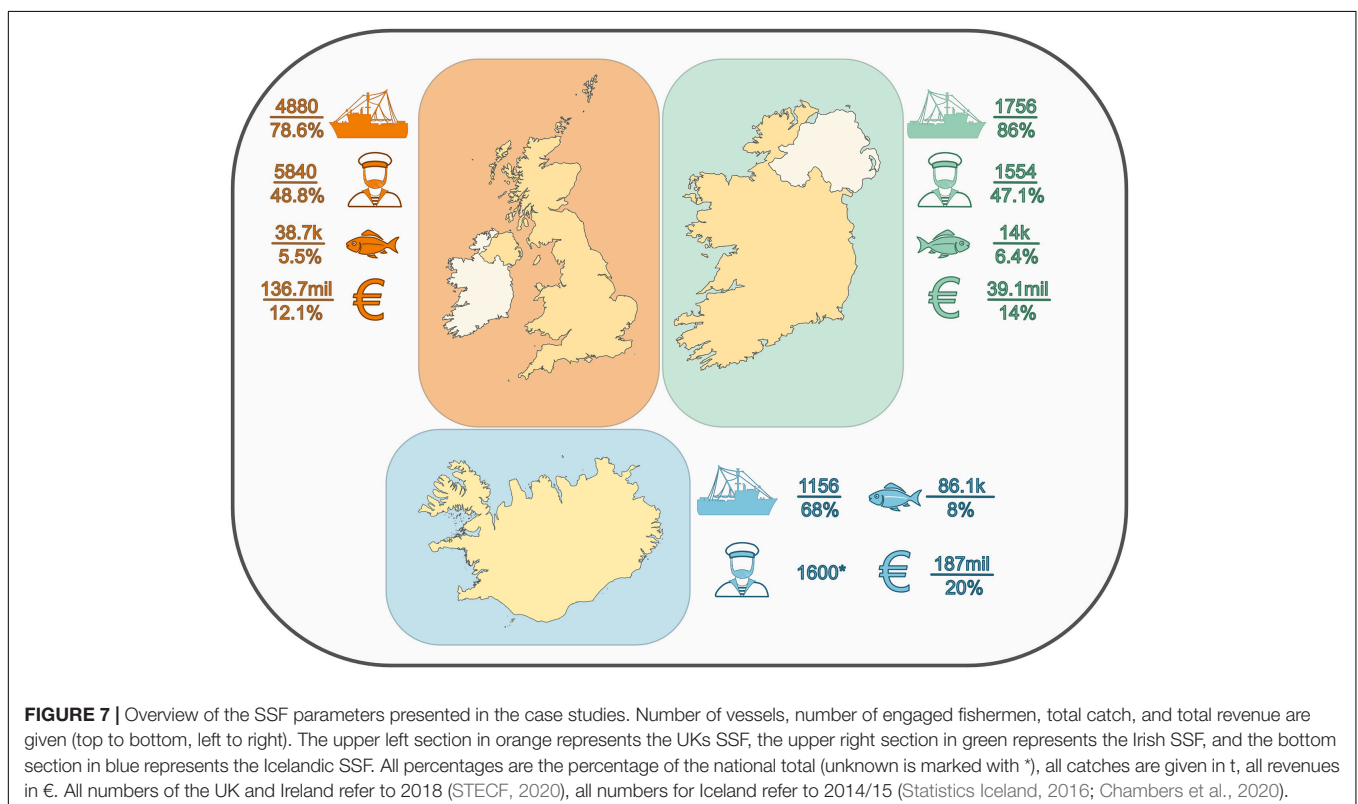 4880
78.6%
5840
48.8%
38.7k
5.5%
136.7mil
12.1%
€
1756
86%
1554
47.1%
14k
6.4%
€
39.1mil
14%
1156
68%
86.1k
8%
1600*
€
187mil
20%
FIGURE 7 | Overview of the SSF parameters presented in the case studies. Number of vessels, number of engaged fishermen, total catch, and total revenue are
given (top to bottom, left to right). The upper left section in orange represents the UKs SSF, the upper right section in green represents the Irish SSF, and the bottom
section in blue represents the Icelandic SSF. All percentages are the percentage of the national total (unknown is marked with *), all catches are given in t, all revenues
in €. All numbers of the UK and Ireland refer to 2018 (STECF, 2020), all numbers for Iceland refer to 2014/15 (Statistics Iceland, 2016; Chambers et al., 2020).